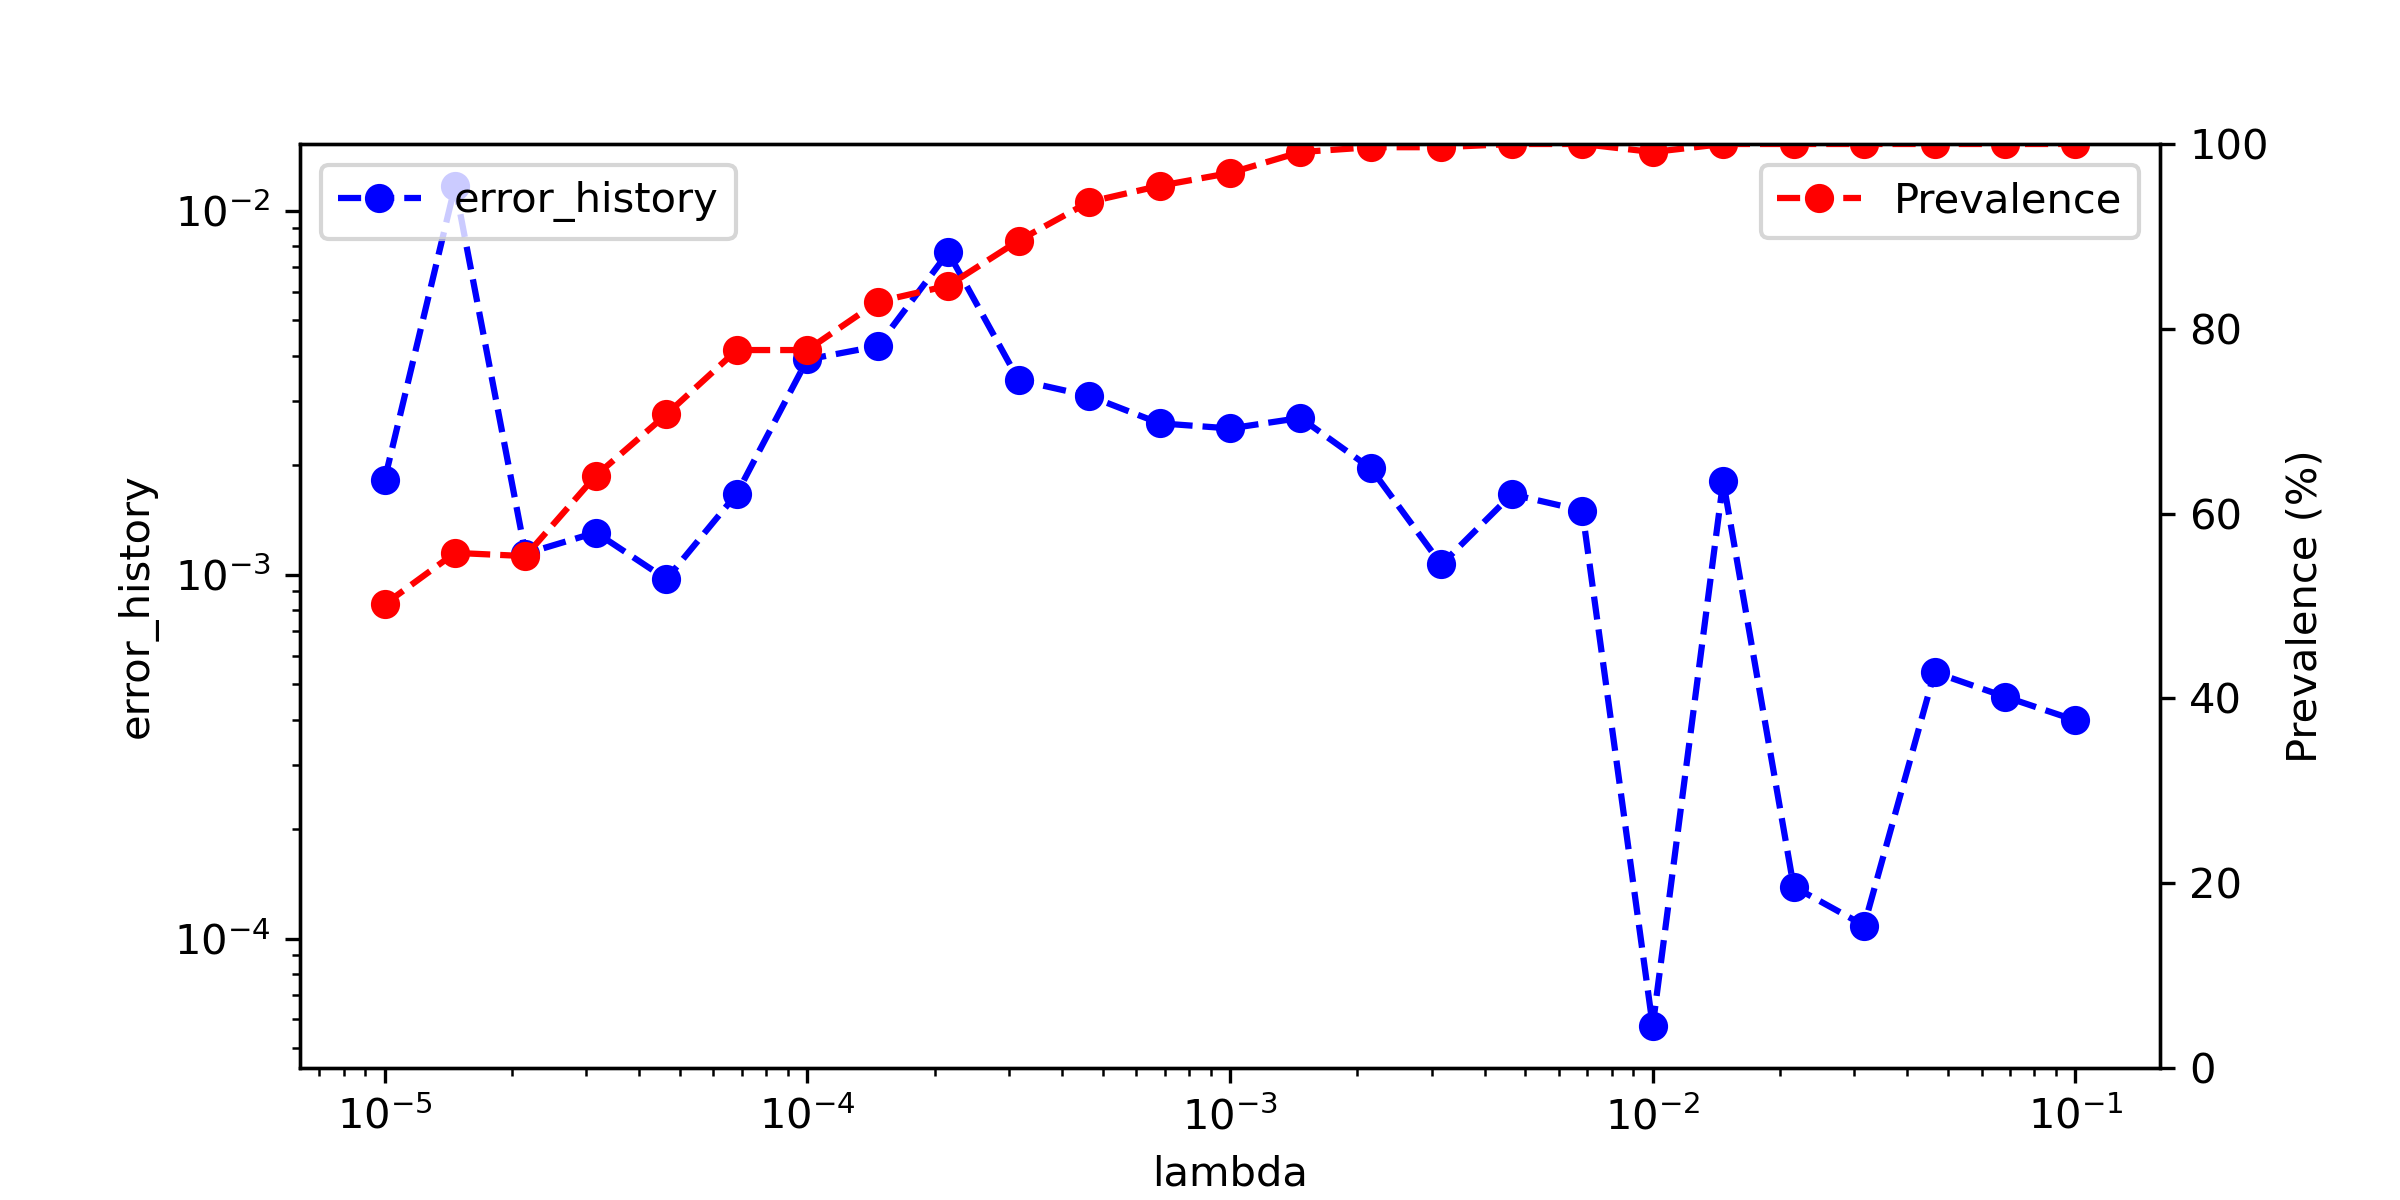 error_history
Prevalence
10⁻²
10⁻³
10⁻⁴
error_history
100
80
60
40
20
0
Prevalence (%)
10⁻⁵
10⁻⁴
10⁻³
10⁻²
10⁻¹
lambda